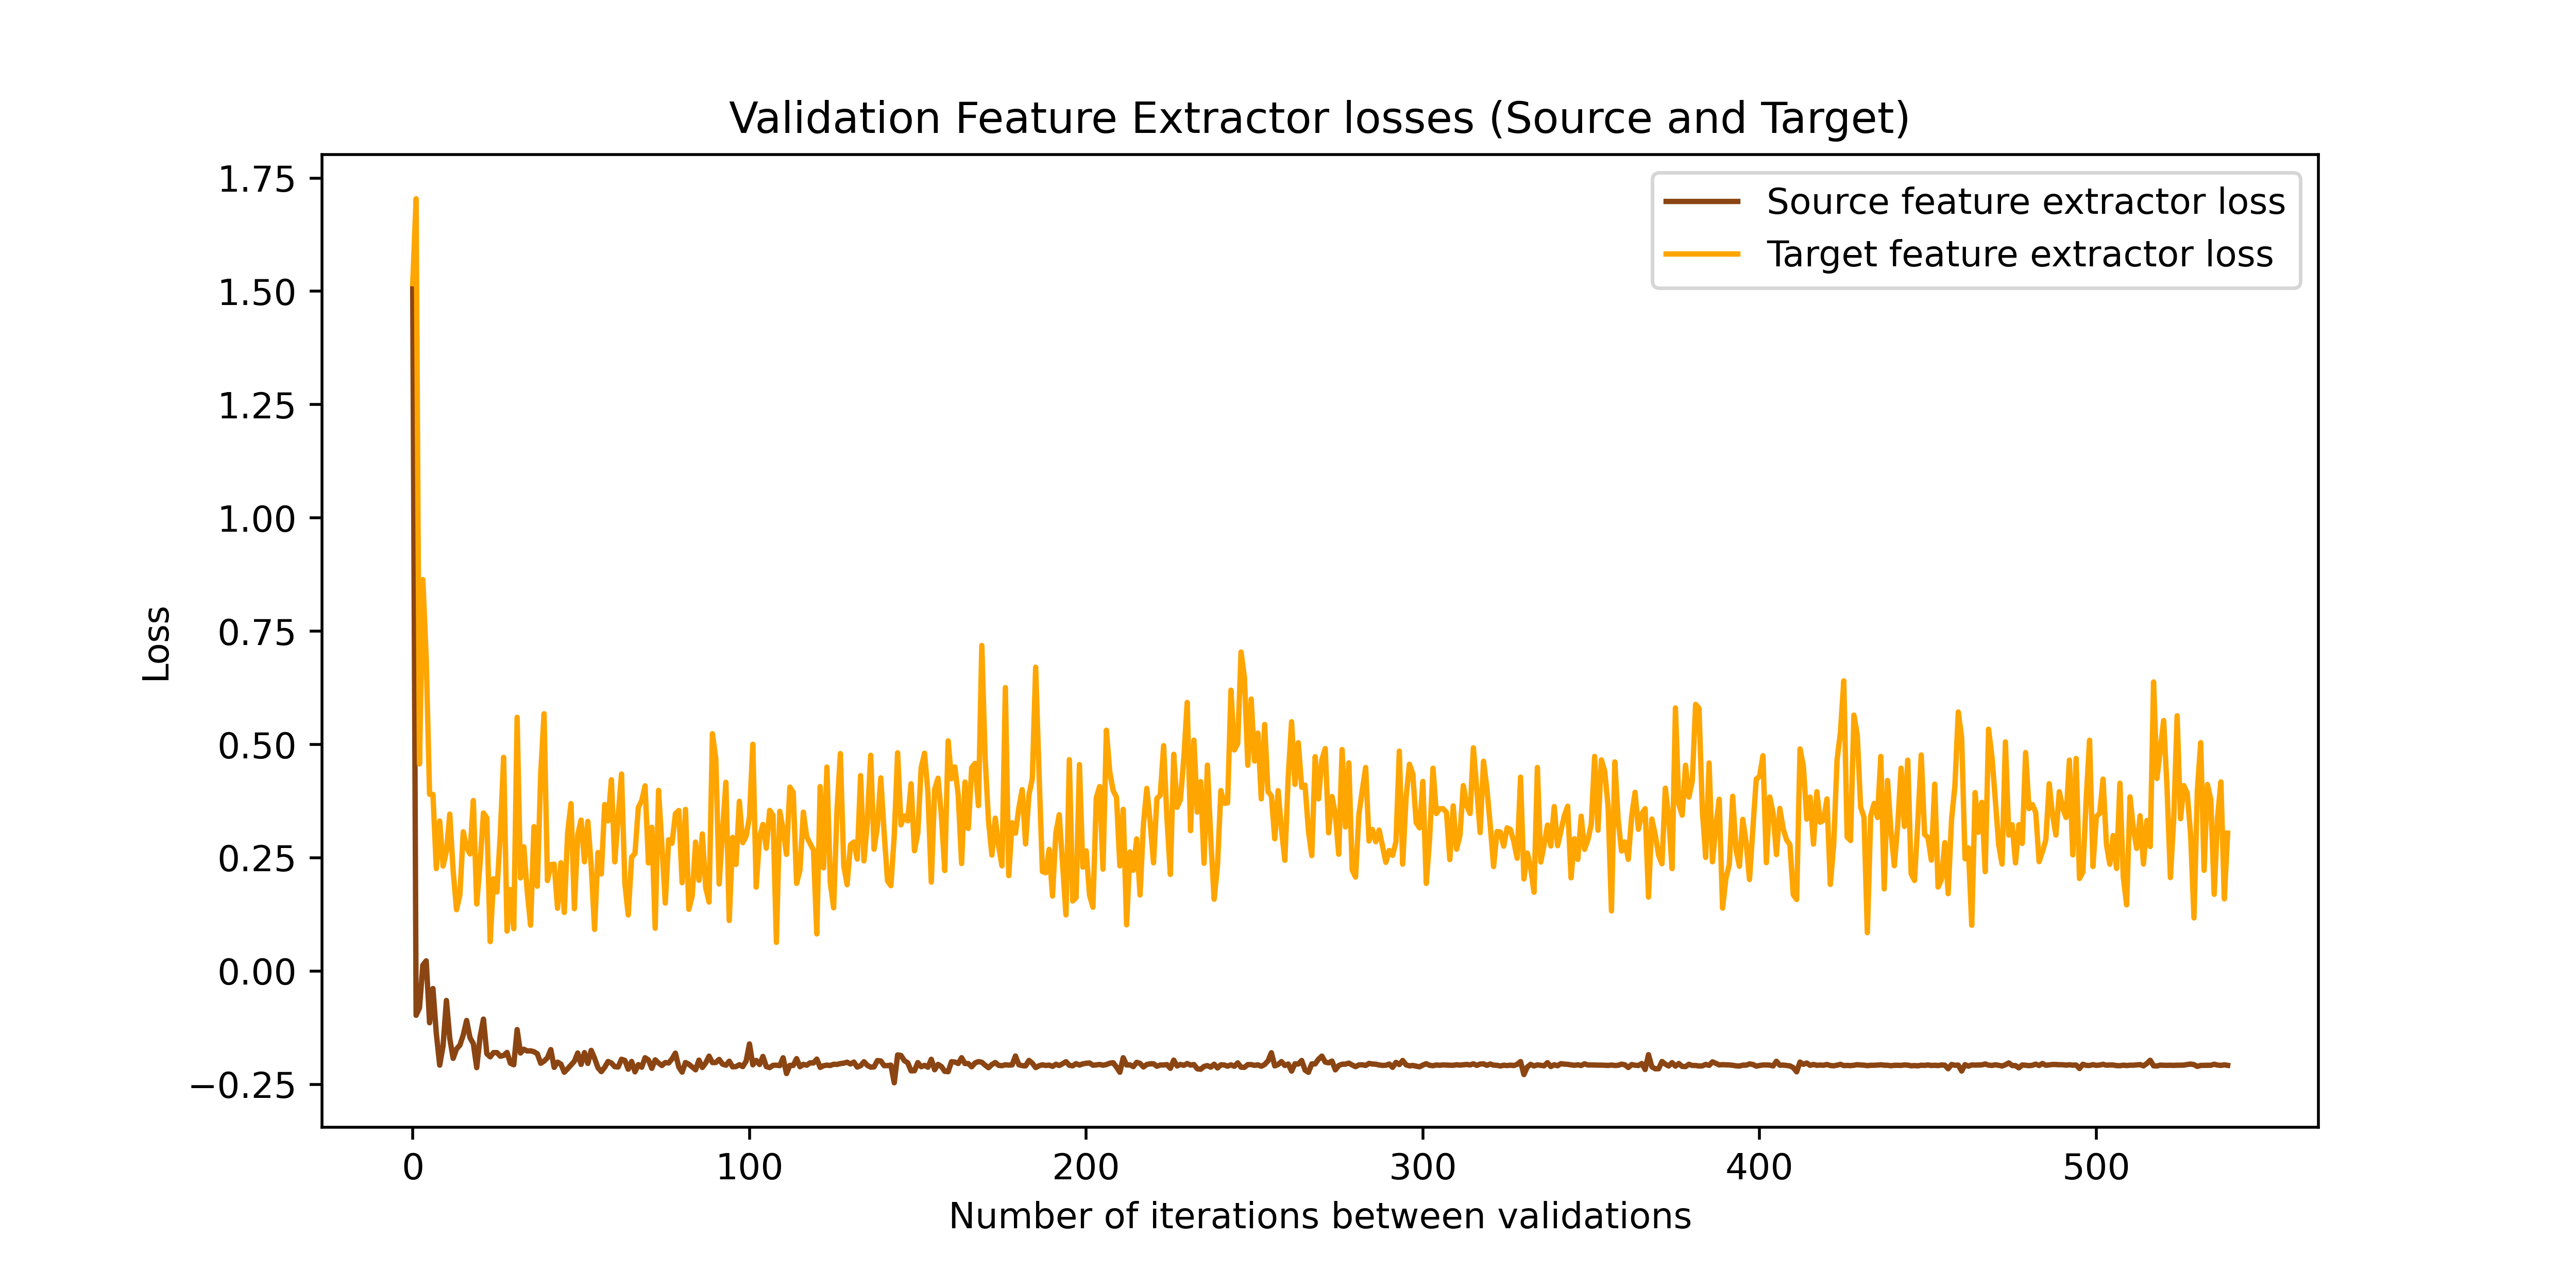 Validation Feature Extractor losses (Source and Target)
Source feature extractor loss
Target feature extractor loss
1.75
1.50
1.25
1.00
0.75
0.50
0.25
0.00
−0.25
Loss
0 100 200 300 400 500
Number of iterations between validations